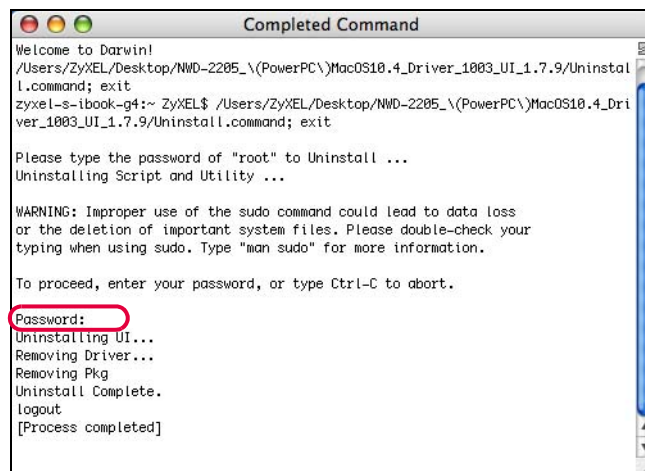 Completed Command
Welcome to Darwin!
/Users/ZyXEL/Desktop/NWD-2205_\(PowerPC\)MacOS10.4_Driver_1003_UI_1.7.9/Uninstal
l.command; exit
zyxel-s-ibook-g4:~ ZyXEL$ /Users/ZyXEL/Desktop/NWD-2205_\(PowerPC\)MacOS10.4_Dri
ver_1003_UI_1.7.9/Uninstall.command; exit
Please type the password of "root" to Uninstall ...
Uninstalling Script and Utility ...
WARNING: Improper use of the sudo command could lead to data loss
or the deletion of important system files. Please double-check your
typing when using sudo. Type "man sudo" for more information.
To proceed, enter your password, or type Ctrl-C to abort.
Password:
Uninstalling UI...
Removing Driver...
Removing Pkg
Uninstall Complete.
logout
[Process completed]